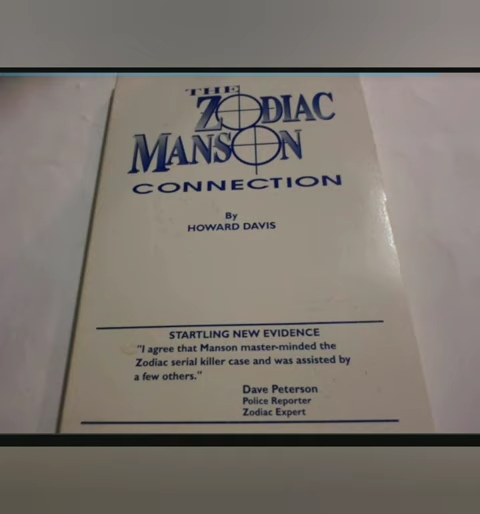 THE
ZODIAC
MANSON
CONNECTION
By
HOWARD DAVIS
STARTLING NEW EVIDENCE
"I agree that Manson master-minded the
Zodiac serial killer case and was assisted by
a few others."
Dave Peterson
Police Reporter
Zodiac Expert